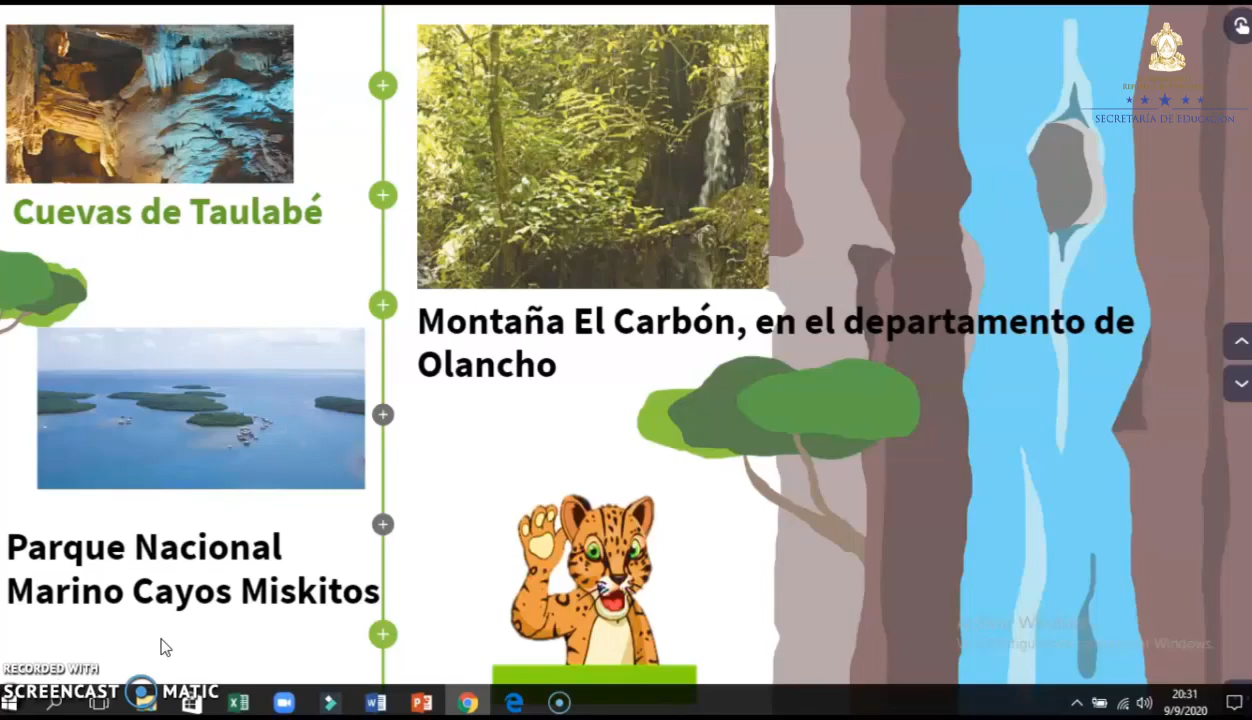 Cuevas de Taulabé
Parque Nacional
Marino Cayos Miskitos
Montaña El Carbón, en el departamento de
Olancho
SECRETARÍA DE EDUCACIÓN
RECORDED WITH
SCREENCAST MATIC
20:31
9/9/2020